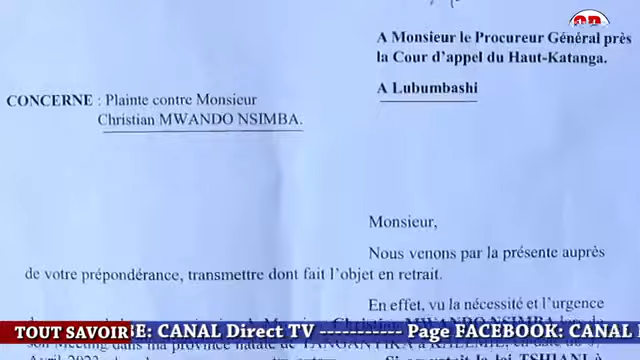 A Monsieur le Procureur Général près
la Cour d'appel du Haut-Katanga.
A Lubumbashi
CONCERNE : Plainte contre Monsieur
Christian MWANDO NSIMBA.
Monsieur,
Nous venons par la présente auprès
de votre prépondérance, transmettre dont fait l'objet en retrait.
En effet, vu la nécessité et l'urgence
TOUT SAVOIR
E: CANAL Direct TV ----------- Page FACEBOOK: CANAL